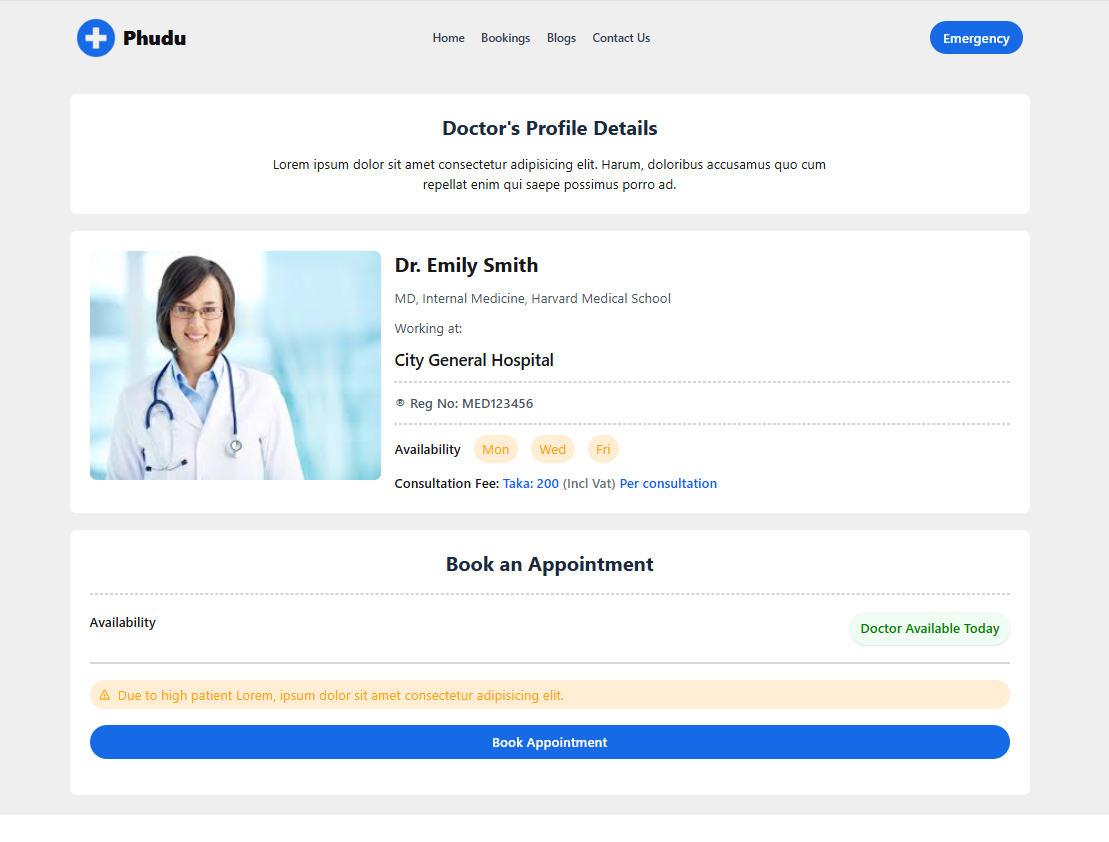 Phudu
Home Bookings Blogs Contact Us
Emergency
Doctor's Profile Details
Lorem ipsum dolor sit amet consectetur adipisicing elit. Harum, doloribus accusamus quo cum
repellat enim qui saepe possimus porro ad.
Dr. Emily Smith
MD, Internal Medicine, Harvard Medical School
Working at:
City General Hospital
® Reg No: MED123456
Availability Mon Wed Fri
Consultation Fee: Taka: 200 (Incl Vat) Per consultation
Book an Appointment
Availability
Doctor Available Today
Due to high patient Lorem, ipsum dolor sit amet consectetur adipisicing elit.
Book Appointment